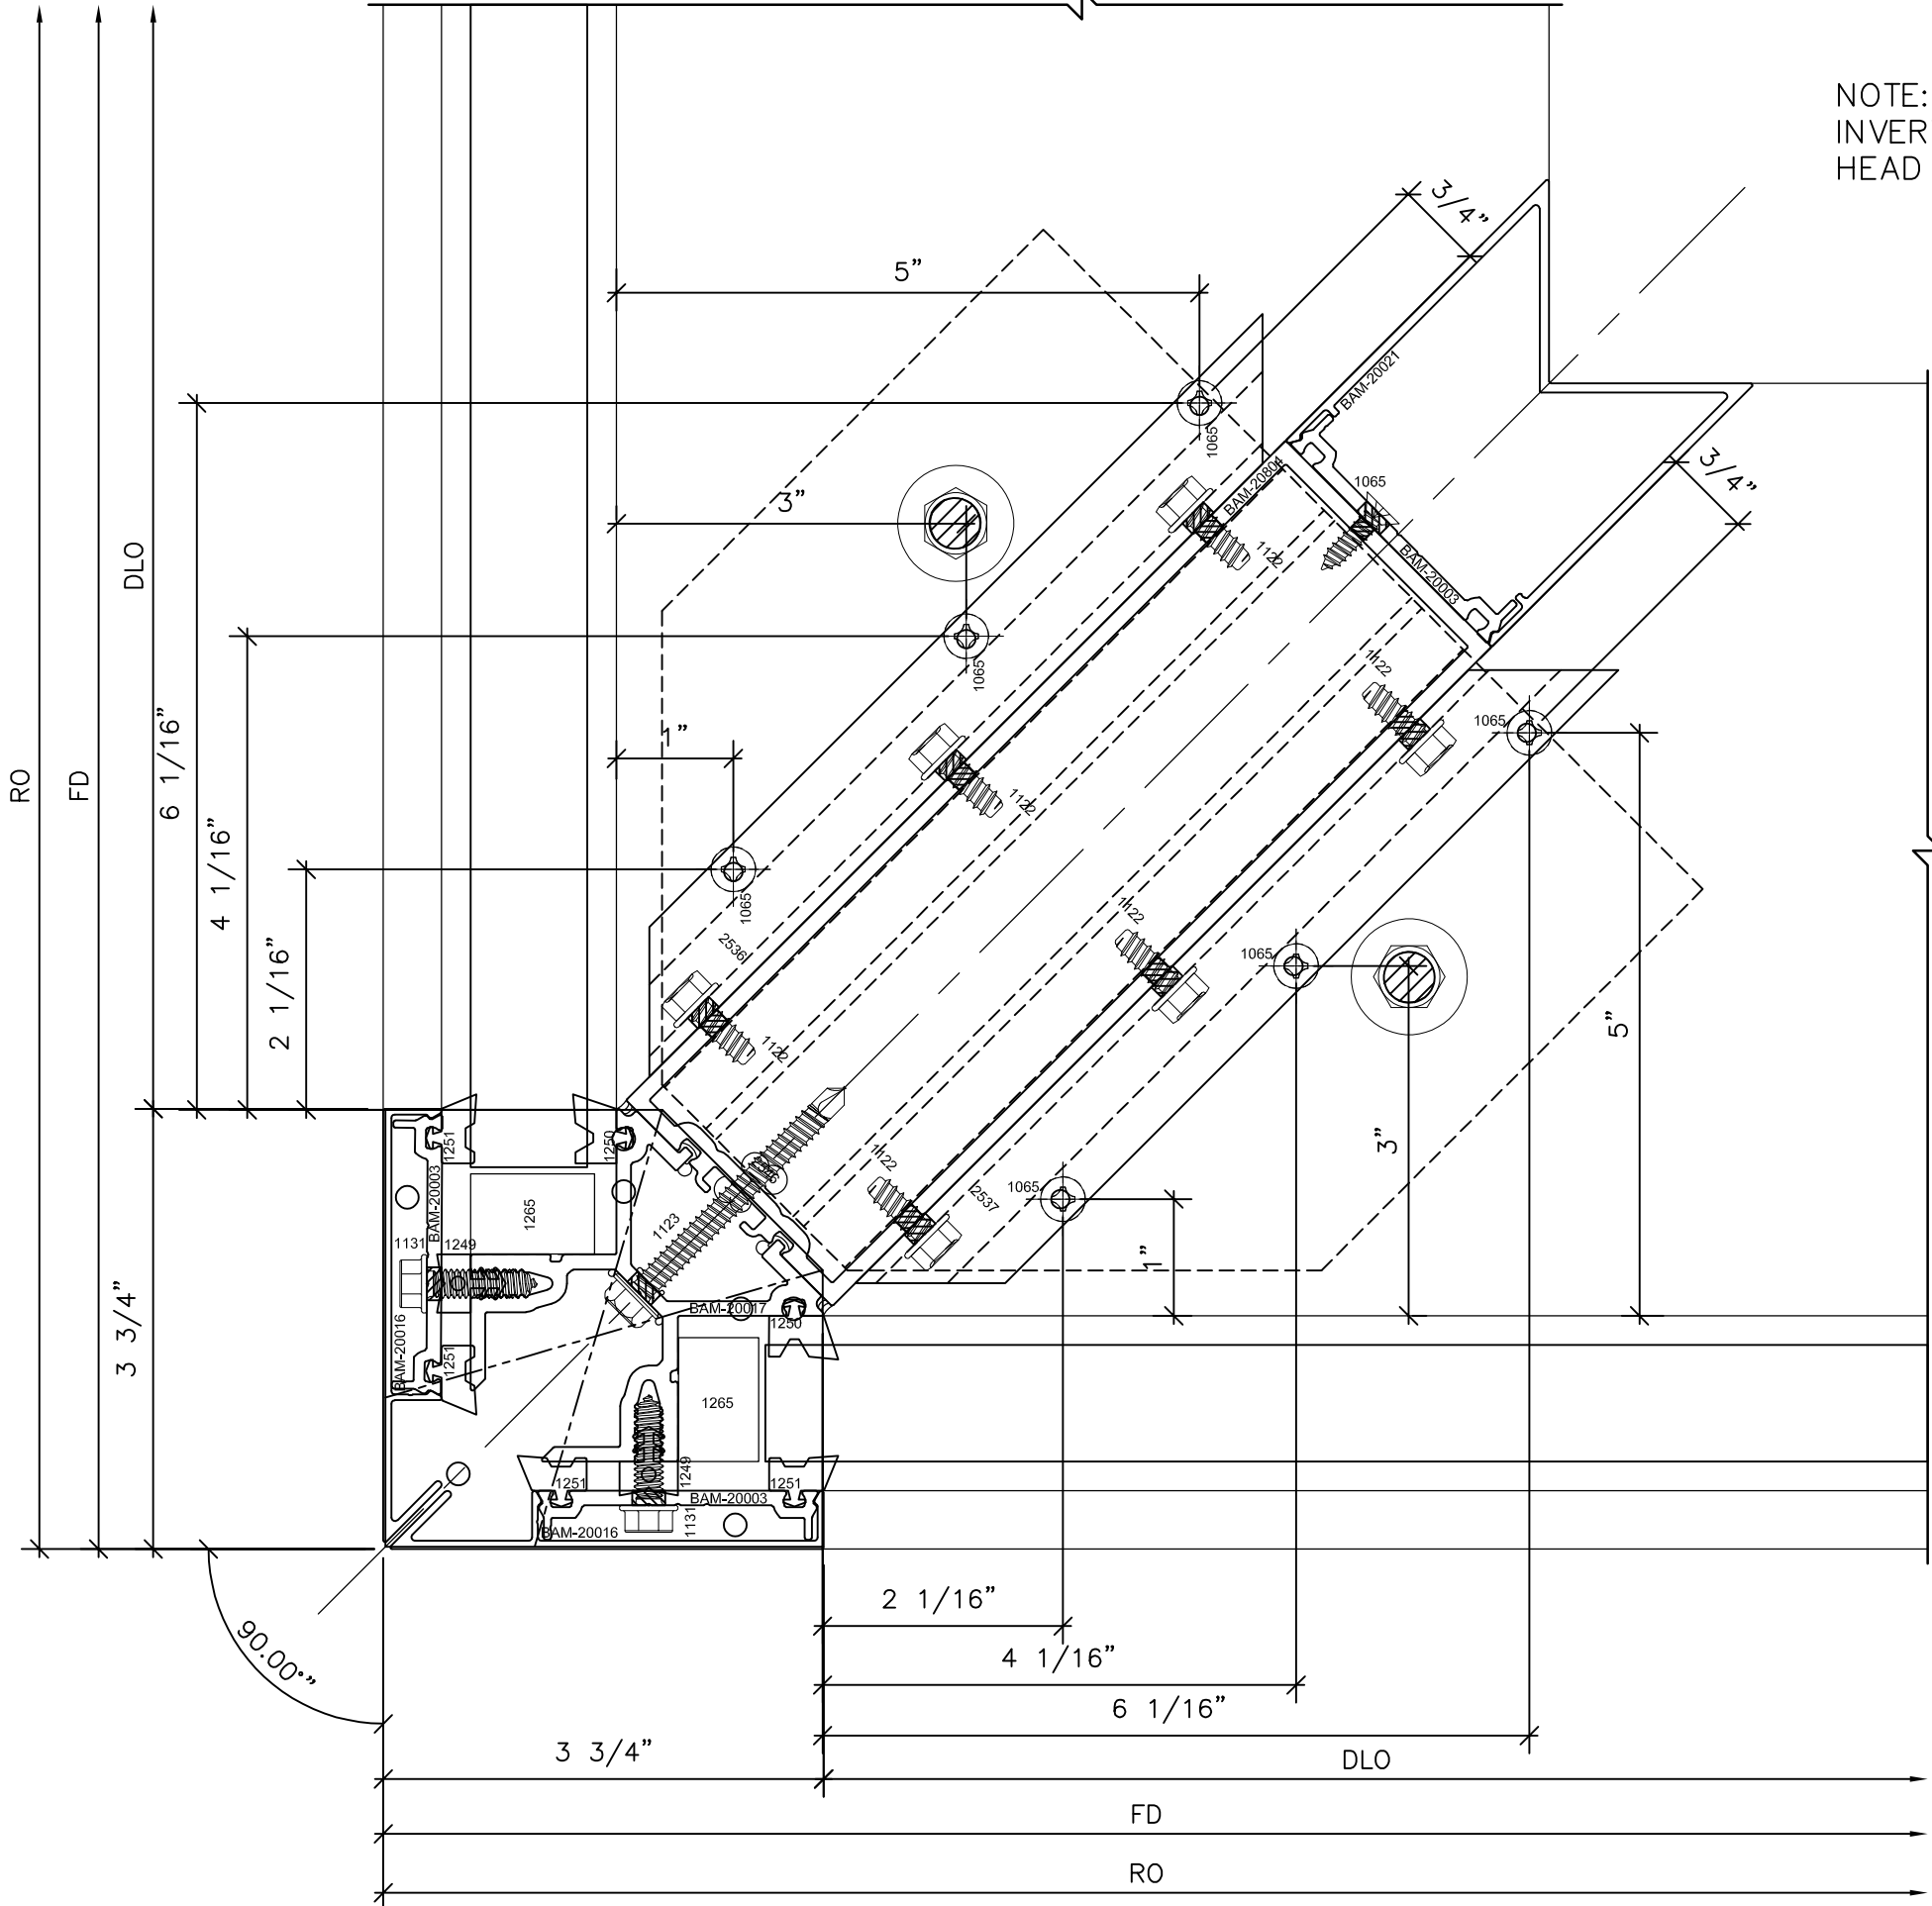 NOTE:
INVER
HEAD
3/4”
5”
BAM-20021
1065
BAM-20804
1065
3/4”
3”
1122
BAM-20003
DLO
1065
1122
1065
6 1/16”
1”
RO
FD
1122
4 1/16”
1065
1122
2536
1065
2 1/16”
5”
1122
3”
1251
1250
1122
2537
1065
BAM-20003
1265
1123
1131
1249
1”
BAM-20017
1250
BAM-20016
1251
3 3/4”
1265
1249
1251
1251
BAM-20003
1131
BAM-20016
2 1/16”
90.00°”
4 1/16”
6 1/16”
3 3/4”
DLO
FD
RO